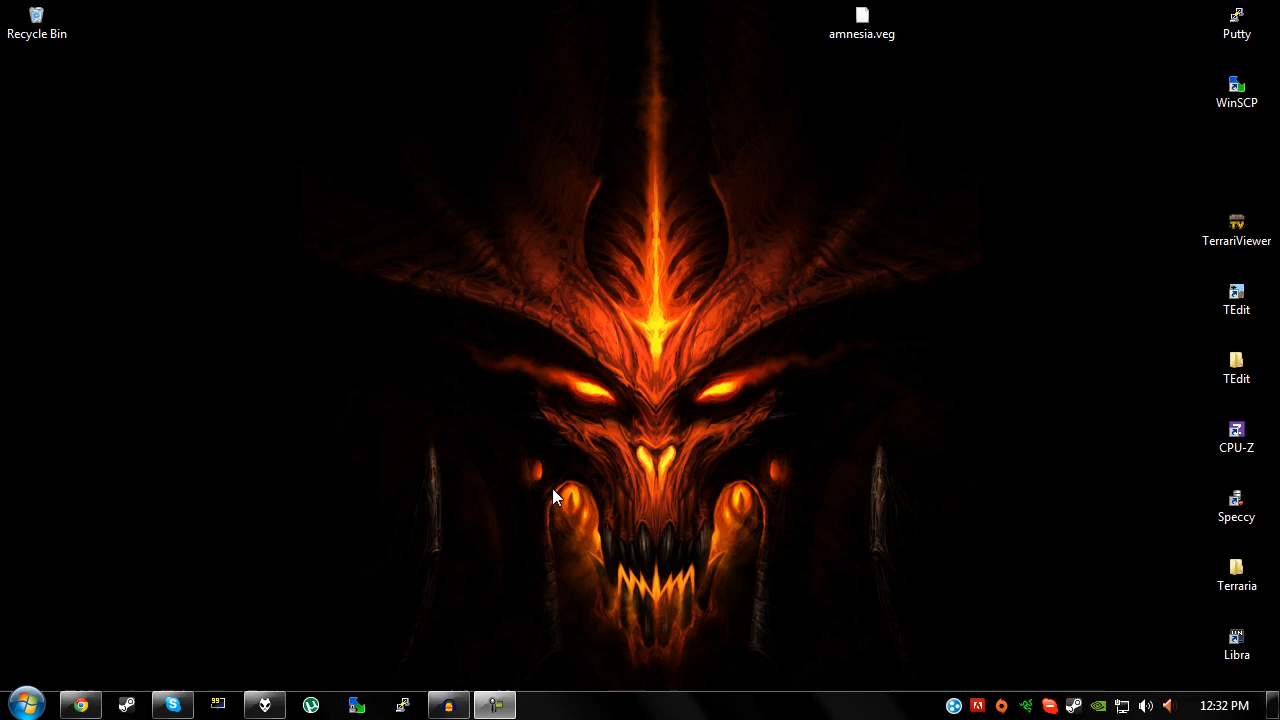 Recycle Bin
amnesia.veg
Putty
WinSCP
TerrariViewer
TEdit
TEdit
CPU-Z
Speccy
Terraria
Libra
12:32 PM